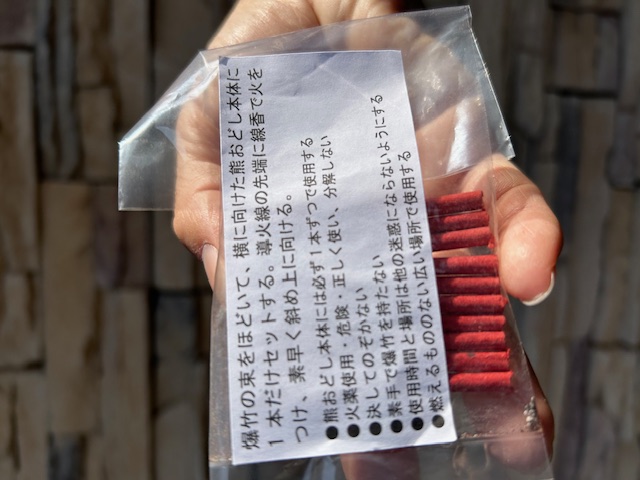 爆竹の束をほどいて、横に向けた熊おどし本体に
1本だけセットする。導火線の先端に線香で火を
つけ、素早く斜め上に向ける。
●熊おどし本体には必ず1本ずつで使用する
●火薬使用・危険・正しく使い、分解しない
●決してのぞかない
●素手で爆竹を持たない
●使用時間と場所は他の迷惑にならないようにする
●燃えるもののない広い場所で使用する